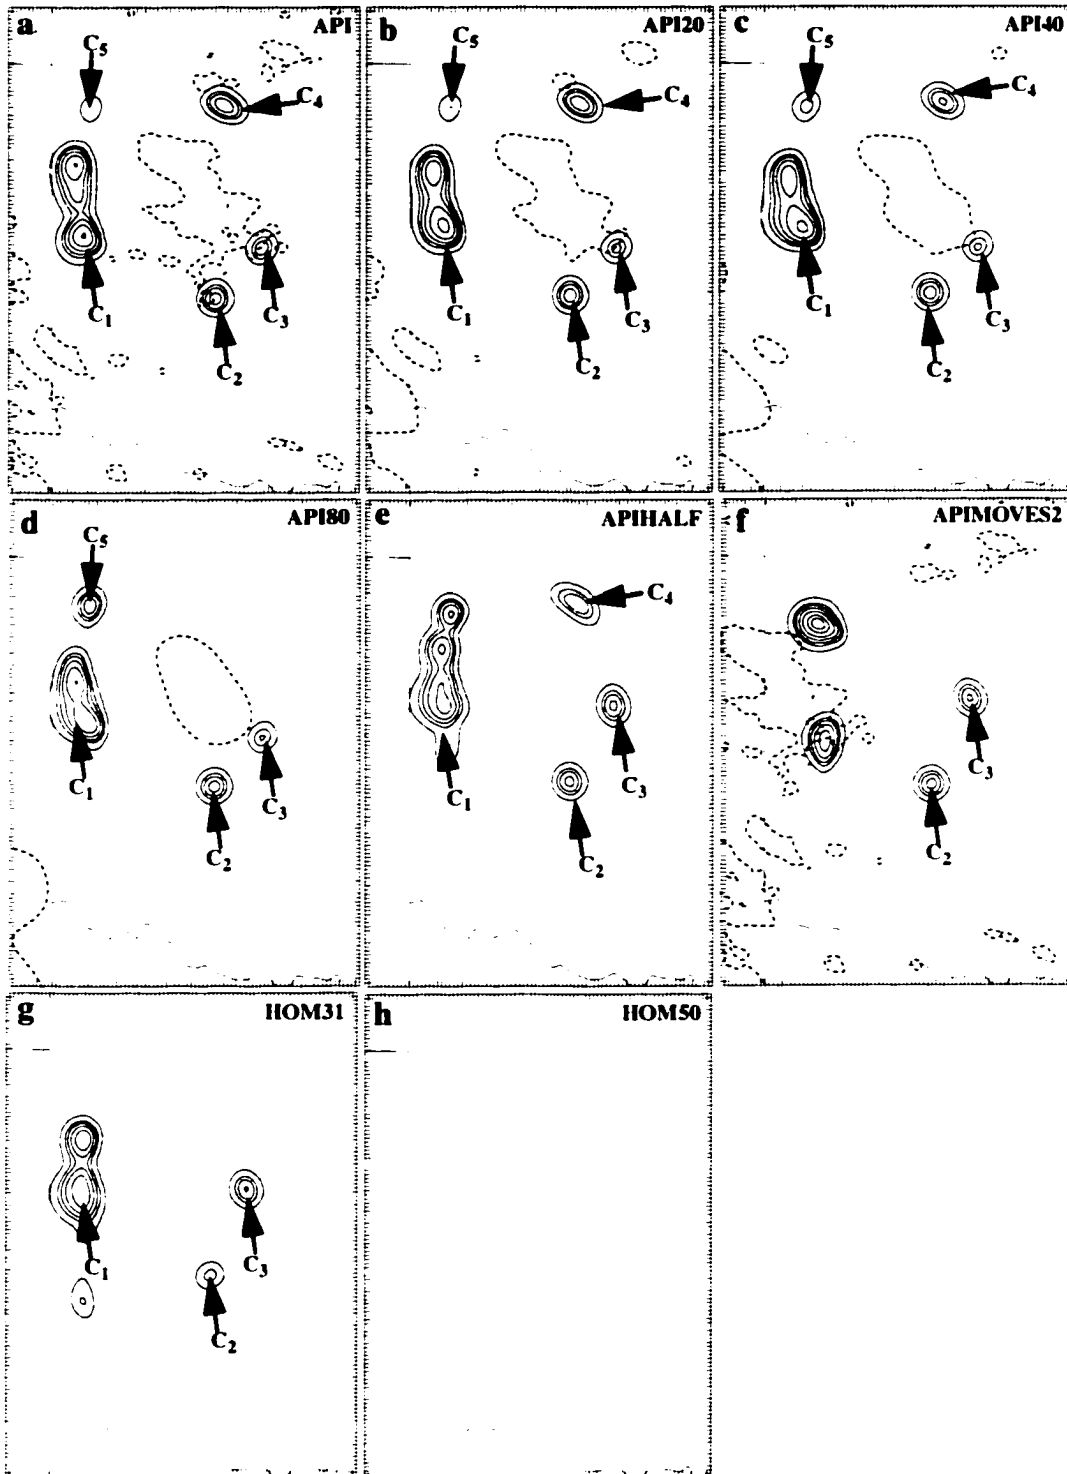 a API
C5
C4
C1
C3
C2
b API20
C5
C4
C1
C3
C2
c API40
C5
C4
C1
C3
C2
d API80
C5
C1
C3
C2
e APIHALF
C4
C1
C3
C2
f APIMOVES2
C3
C2
g HOM31
C1
C3
C2
h HOM50